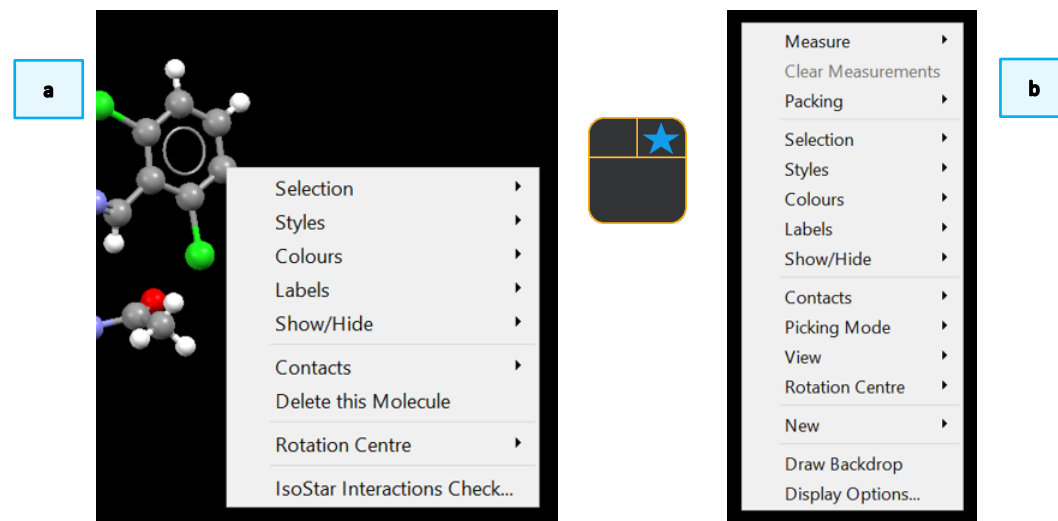 a
Selection
Styles
Colours
Labels
Show/Hide
Contacts
Delete this Molecule
Rotation Centre
IsoStar Interactions Check...
b
Measure
Clear Measurements
Packing
Selection
Styles
Colours
Labels
Show/Hide
Contacts
Picking Mode
View
Rotation Centre
New
Draw Backdrop
Display Options...